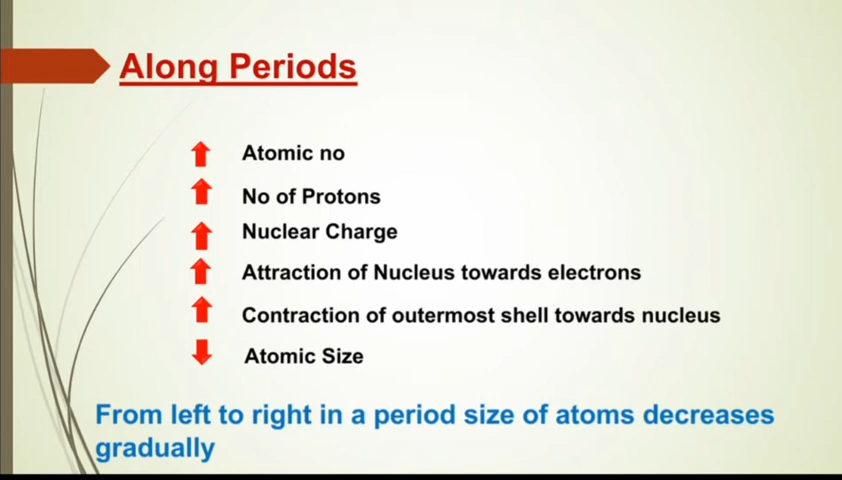 Along Periods
Atomic no
No of Protons
Nuclear Charge
Attraction of Nucleus towards electrons
Contraction of outermost shell towards nucleus
Atomic Size
From left to right in a period size of atoms decreases
gradually